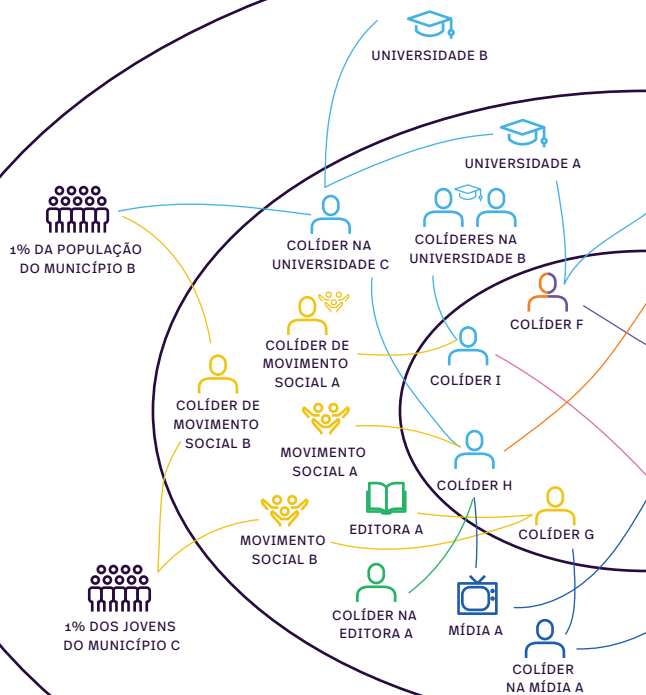 UNIVERSIDADE B
UNIVERSIDADE A
1% DA POPULAÇÃO
DO MUNICÍPIO B
COLÍDER NA
UNIVERSIDADE C
COLÍDERES NA
UNIVERSIDADE B
COLÍDER F
COLÍDER DE
MOVIMENTO
SOCIAL A
COLÍDER I
COLÍDER DE
MOVIMENTO
SOCIAL B
MOVIMENTO
SOCIAL A
COLÍDER H
EDITORA A
COLÍDER G
MOVIMENTO
SOCIAL B
1% DOS JOVENS
DO MUNICÍPIO C
COLÍDER NA
EDITORA A
MÍDIA A
COLÍDER
NA MÍDIA A